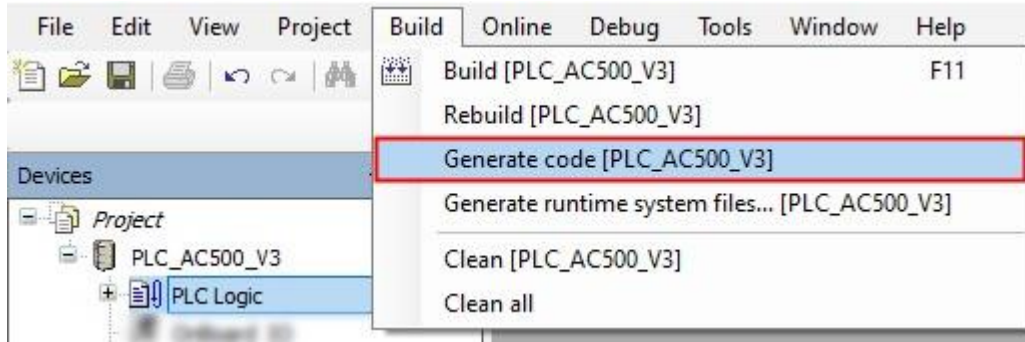 File Edit View Project Build Online Debug Tools Window Help
Build [PLC_AC500_V3] F11
Rebuild [PLC_AC500_V3]
Generate code [PLC_AC500_V3]
Generate runtime system files... [PLC_AC500_V3]
Clean [PLC_AC500_V3]
Clean all
Devices
Project
PLC_AC500_V3
PLC Logic